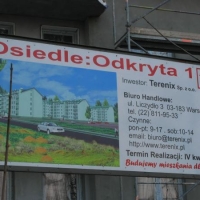 Osiedle:Odkryta 1
Inwestor: Terenix Sp. z o.o.
Biuro Handlowe:
ul. Liczydło 3 03-183 Wars
tel. (22) 811-95-33
Czynne:
pon-pt: 9-17, sob:10-14
email: biuro@terenix.pl
http://www.terenix.pl
Termin Realizacji: IV kw
Budujemy mieszkania dl